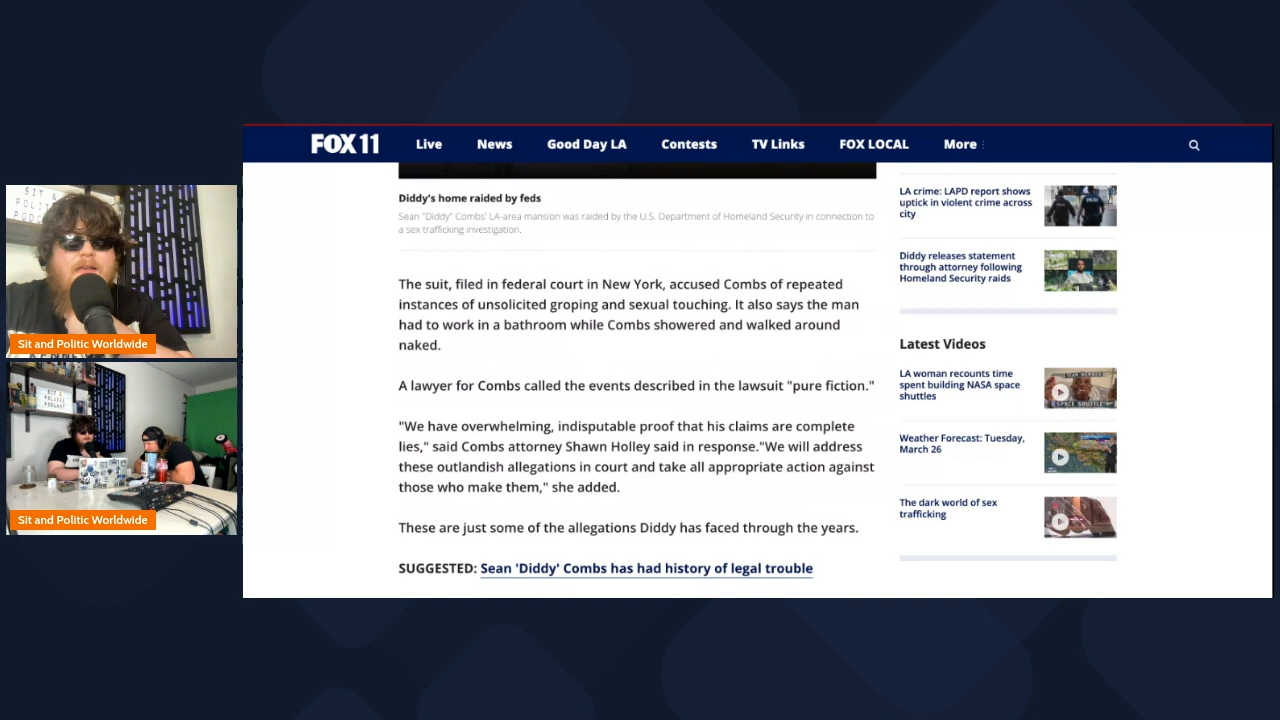 FOX 11
Live
News
Good Day LA
Contests
TV Links
FOX LOCAL
More
Diddy's home raided by feds
Sean "Diddy" Combs' LA-area mansion was raided by the U.S. Department of Homeland Security in connection to
a sex trafficking investigation.
The suit, filed in federal court in New York, accused Combs of repeated
instances of unsolicited groping and sexual touching. It also says the man
had to work in a bathroom while Combs showered and walked around
naked.
A lawyer for Combs called the events described in the lawsuit "pure fiction."
"We have overwhelming, indisputable proof that his claims are complete
lies," said Combs attorney Shawn Holley said in response."We will address
these outlandish allegations in court and take all appropriate action against
those who make them," she added.
These are just some of the allegations Diddy has faced through the years.
SUGGESTED: Sean 'Diddy' Combs has had history of legal trouble
LA crime: LAPD report shows
uptick in violent crime across
city
Diddy releases statement
through attorney following
Homeland Security raids
Latest Videos
LA woman recounts time
spent building NASA space
shuttles
Weather Forecast: Tuesday,
March 26
The dark world of sex
trafficking
SIT &
Sit and Politic Worldwide
SIT &
POLITIC
PODCAST
Sit and Politic Worldwide